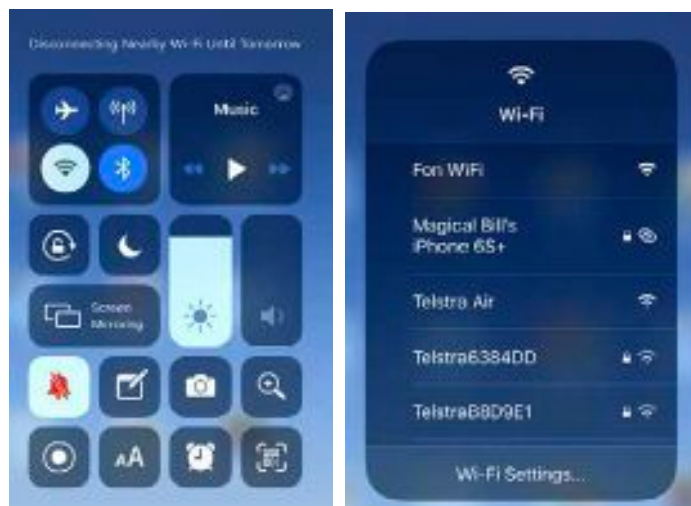 Disconnecting Nearby Wi-Fi Until Tomorrow
Music
Screen
Mirroring
AA
Wi-Fi
Fon WiFi
Magical Bill's
iPhone 6S+
Telstra Air
Telstra6384DD
TelstraB8D9E1
Wi-Fi Settings...